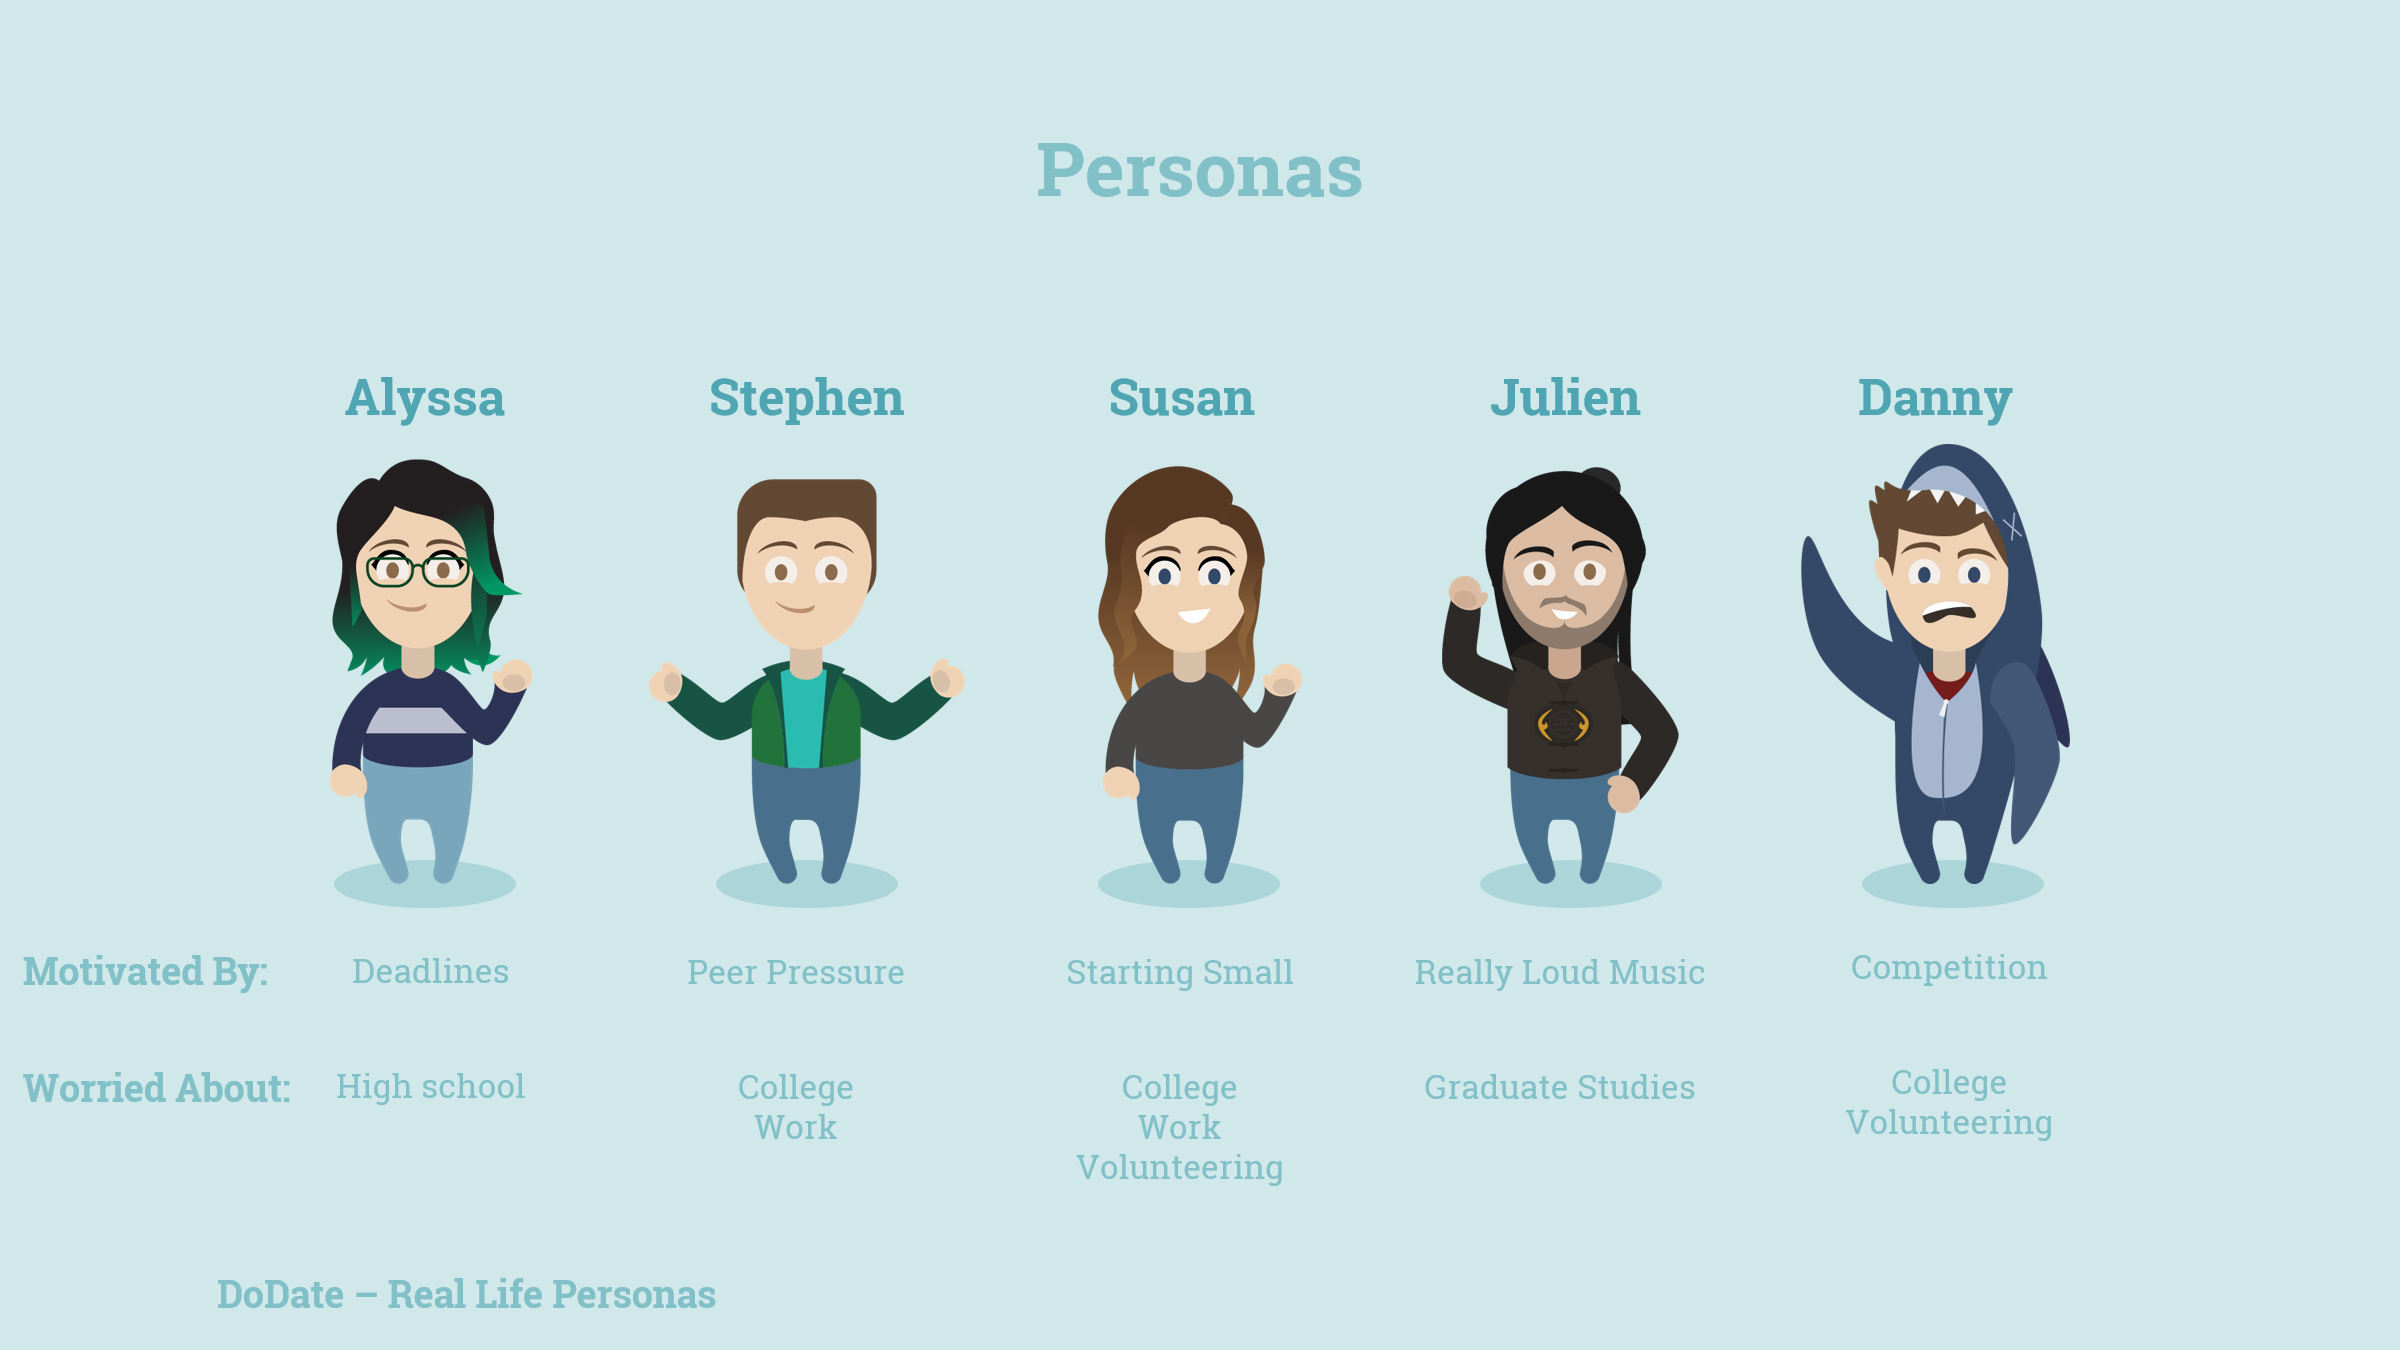 Personas
Alyssa
Stephen
Susan
Julien
Danny
Motivated By:
Deadlines
Peer Pressure
Starting Small
Really Loud Music
Competition
Worried About:
High school
College
Work
College
Work
Volunteering
Graduate Studies
College
Volunteering
DoDate – Real Life Personas